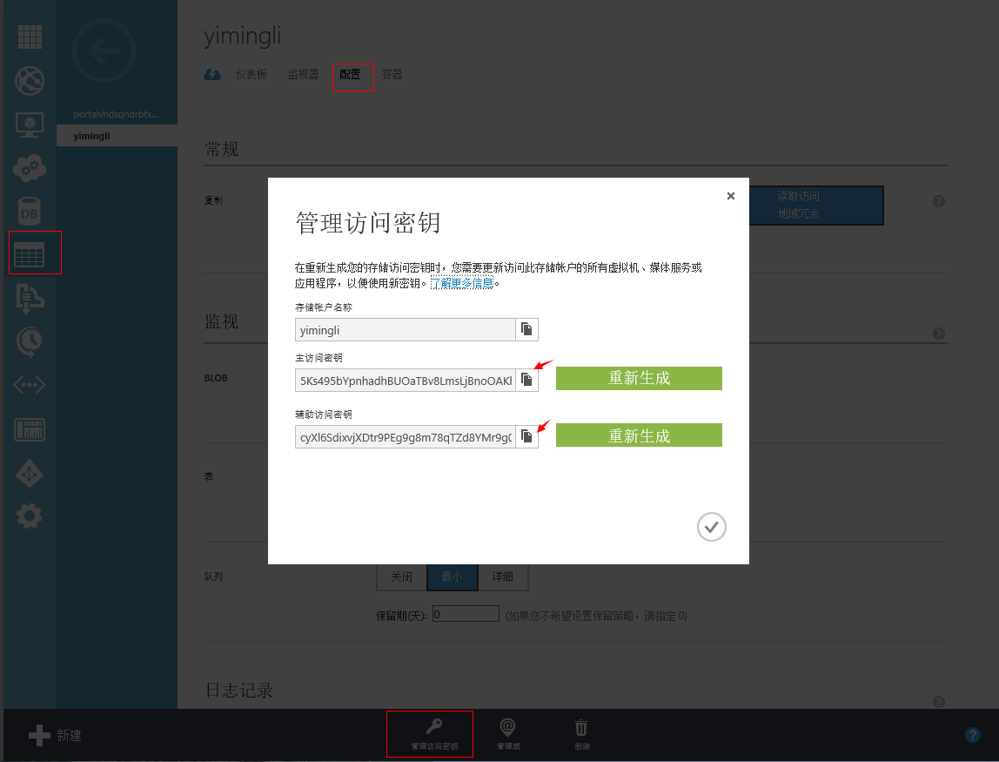 yimingli
仪表板
监视器
配置
容器
portalvhdsqndrbtx...
yimingli
常规
复制
读取访问
地域冗余
管理访问密钥
在重新生成您的存储访问密钥时，您需要更新访问此存储帐户的所有虚拟机、媒体服务或
应用程序，以便使用新密钥。了解更多信息。
存储帐户名称
yimingli
主访问密钥
5Ks495bYpnhadhBUOaTBv8LmsLjBnoOAKl
重新生成
辅助访问密钥
cyXl6SdixvjXDtr9PEg9g8m78qTZd8YMr9g
重新生成
DB
监视
BLOB
表
队列
关闭
最小
详细
保留期(天):
0
(如果您不希望设置保留策略，请指定 0)
日志记录
新建
管理访问密钥
管理域
删除